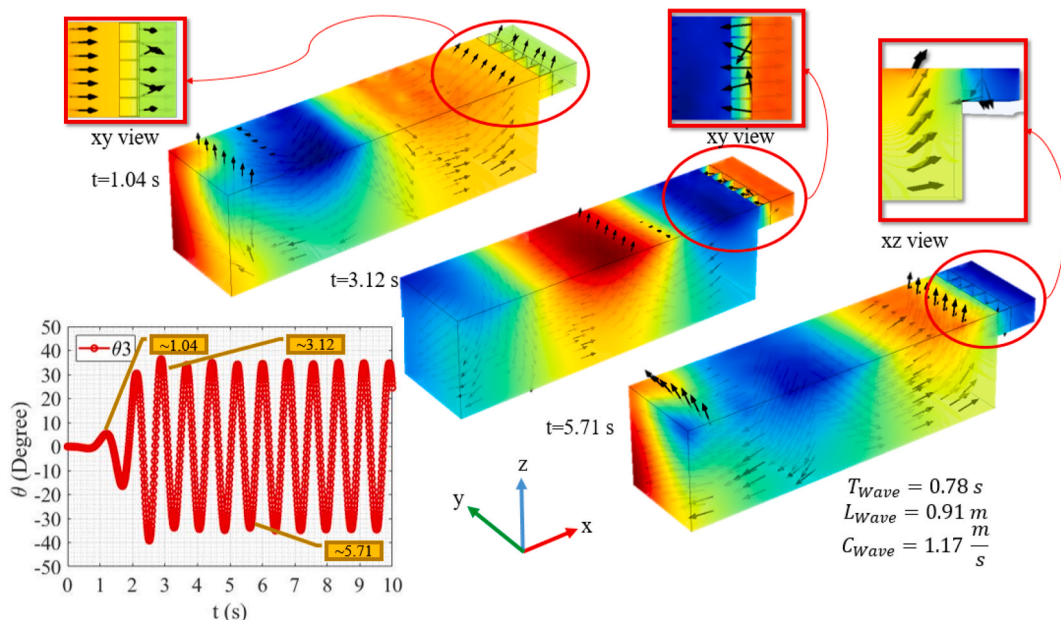 xy view
t=1.04 s
xy view
t=3.12 s
xz view
t=5.71 s
θ3
~1.04
~3.12
~5.71
50
40
30
20
10
0
-10
-20
-30
-40
-50
θ (Degree)
0 1 2 3 4 5 6 7 8 9 10
t (s)
z
y
x
T_Wave = 0.78 s
L_Wave = 0.91 m
C_Wave = 1.17 m/s